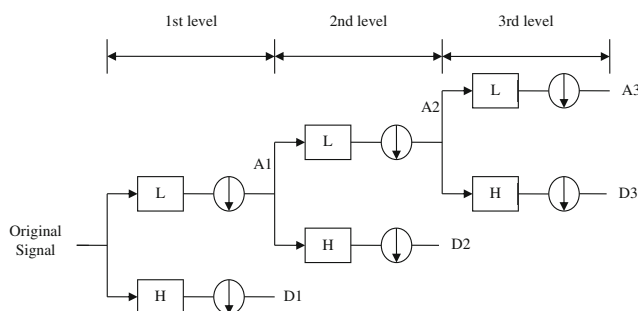 1st level 2nd level 3rd level
L A3
A2
L
A1
L H D3
Original
Signal
H D2
H D1